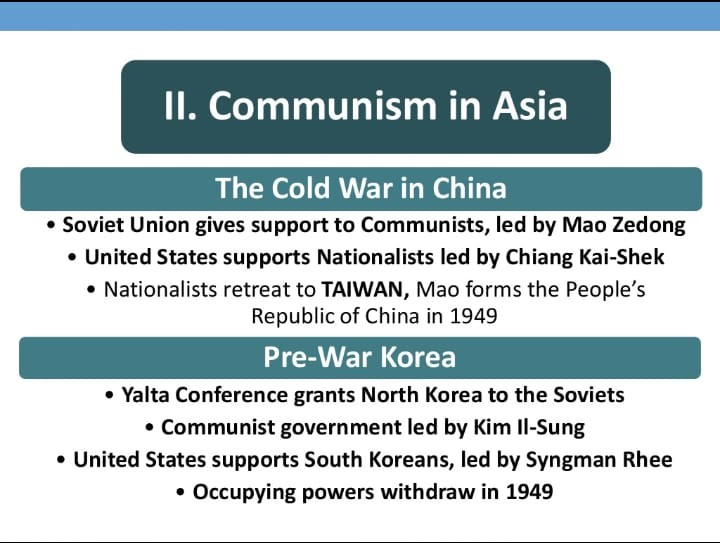 II. Communism in Asia
The Cold War in China
• Soviet Union gives support to Communists, led by Mao Zedong
• United States supports Nationalists led by Chiang Kai-Shek
• Nationalists retreat to TAIWAN, Mao forms the People’s
Republic of China in 1949
Pre-War Korea
• Yalta Conference grants North Korea to the Soviets
• Communist government led by Kim Il-Sung
• United States supports South Koreans, led by Syngman Rhee
• Occupying powers withdraw in 1949